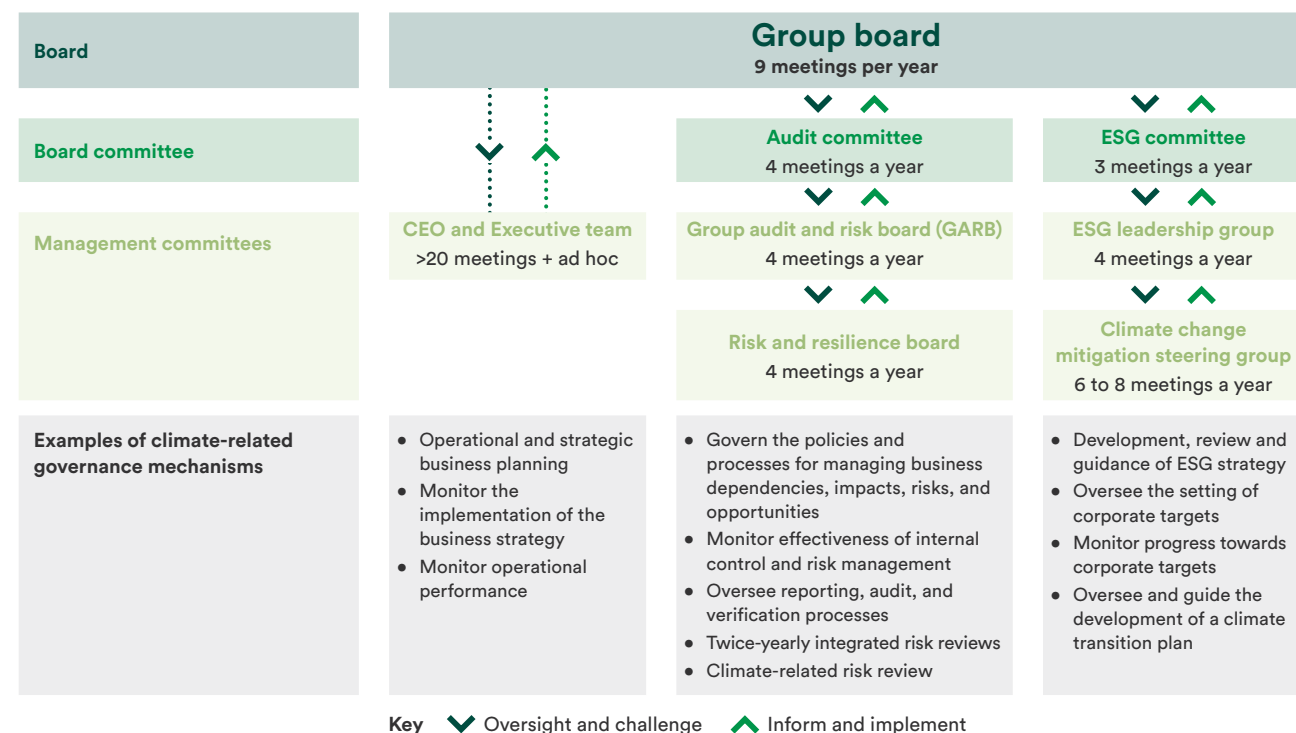 Board
Group board
9 meetings per year
Board committee
Audit committee
4 meetings a year
ESG committee
3 meetings a year
Management committees
CEO and Executive team
>20 meetings + ad hoc
Group audit and risk board (GARB)
4 meetings a year
ESG leadership group
4 meetings a year
Risk and resilience board
4 meetings a year
Climate change
mitigation steering group
6 to 8 meetings a year
Examples of climate-related
governance mechanisms
• Operational and strategic
business planning
• Monitor the
implementation of the
business strategy
• Monitor operational
performance
• Govern the policies and
processes for managing business
dependencies, impacts, risks, and
opportunities
• Monitor effectiveness of internal
control and risk management
• Oversee reporting, audit, and
verification processes
• Twice-yearly integrated risk reviews
• Climate-related risk review
• Development, review and
guidance of ESG strategy
• Oversee the setting of
corporate targets
• Monitor progress towards
corporate targets
• Oversee and guide the
development of a climate
transition plan
Key Oversight and challenge Inform and implement